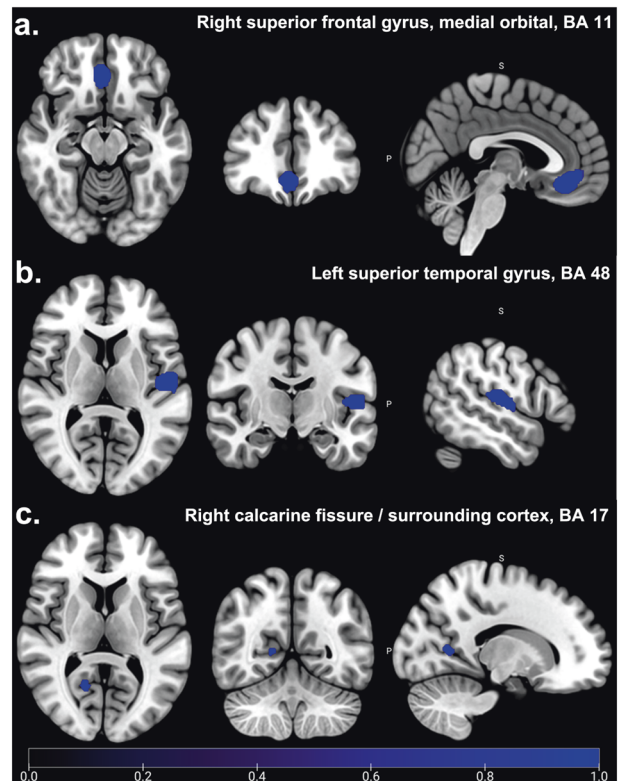 a.
Right superior frontal gyrus, medial orbital, BA 11
S
P
b.
Left superior temporal gyrus, BA 48
S
P
c.
Right calcarine fissure / surrounding cortex, BA 17
S
P
0.0 0.2 0.4 0.6 0.8 1.0